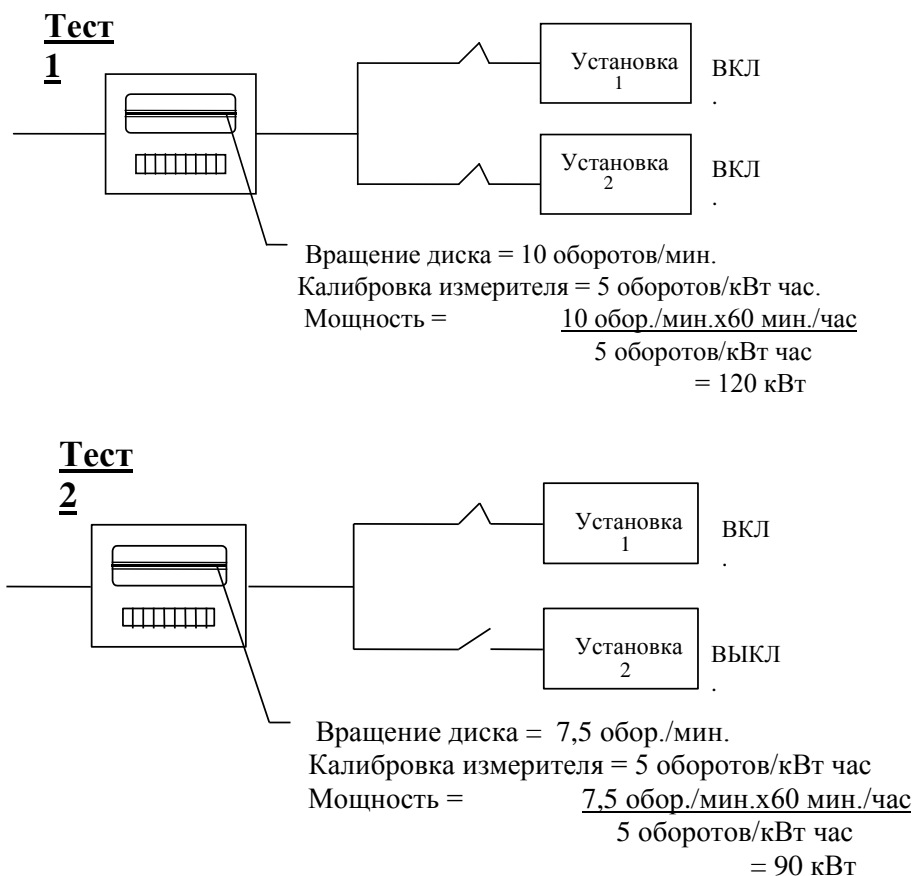 Тест
1
Установка
1
ВКЛ
.
Установка
2
ВКЛ
.
Вращение диска = 10 оборотов/мин.
Калибровка измерителя = 5 оборотов/кВт час.
Мощность = 10 обор./мин.х60 мин./час
5 оборотов/кВт час
= 120 кВт
Тест
2
Установка
1
ВКЛ
.
Установка
2
ВЫКЛ
.
Вращение диска = 7,5 обор./мин.
Калибровка измерителя = 5 оборотов/кВт час
Мощность = 7,5 обор./мин.х60 мин./час
5 оборотов/кВт час
= 90 кВт